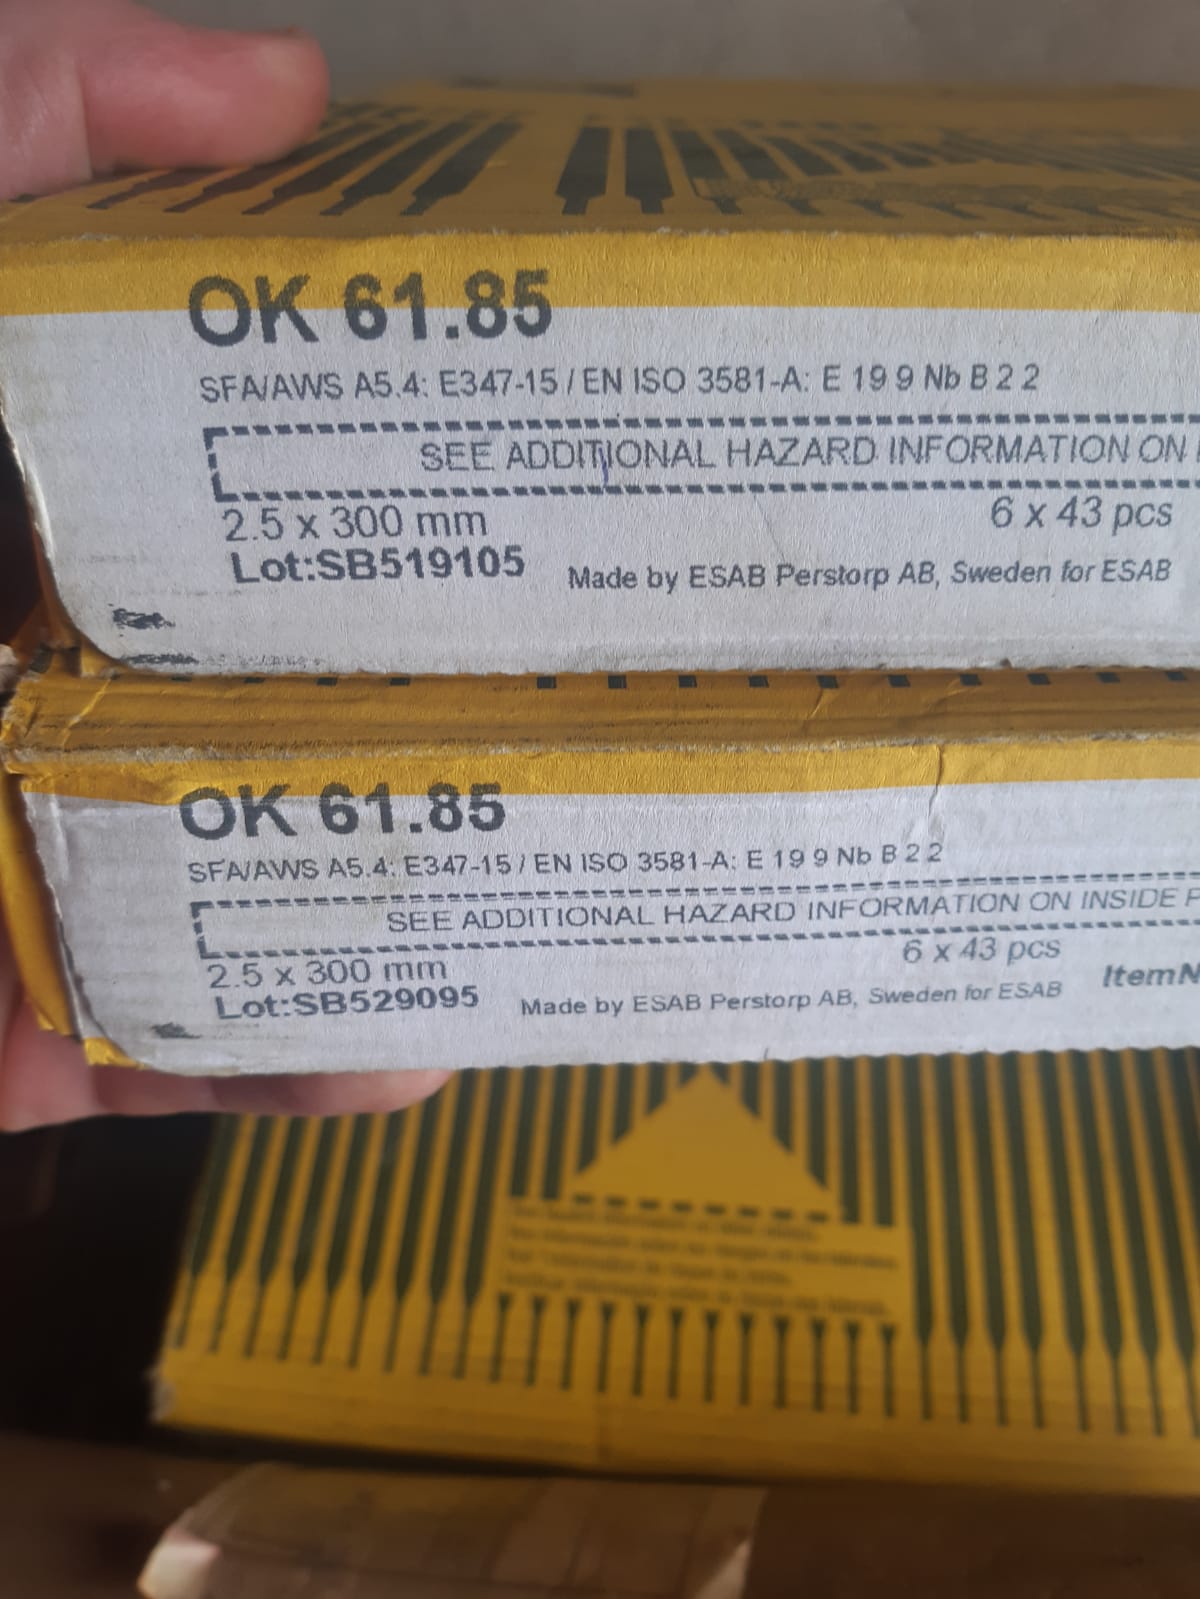 OK 61.85
SFA/AWS A5.4: E347-15 / EN ISO 3581-A: E 19 9 Nb B 2 2
SEE ADDITIONAL HAZARD INFORMATION ON
2.5 x 300 mm
6 x 43 pcs
Lot:SB519105
Made by ESAB Perstorp AB, Sweden for ESAB
OK 61.85
SFA/AWS A5.4: E347-15 / EN ISO 3581-A: E 19 9 Nb B 2 2
SEE ADDITIONAL HAZARD INFORMATION ON INSIDE F
2.5 x 300 mm
6 x 43 pcs
ItemN
Lot:SB529095
Made by ESAB Perstorp AB, Sweden for ESAB